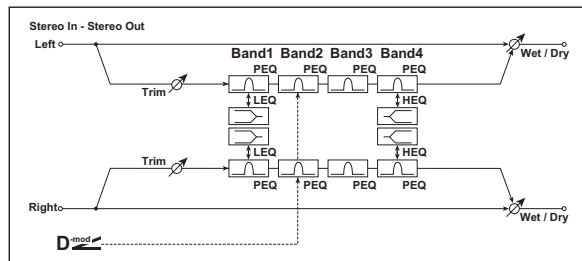 Stereo In - Stereo Out
Left
Band1 Band2 Band3 Band4
Wet / Dry
PEQ PEQ PEQ PEQ
Trim
LEQ HEQ
LEQ HEQ
Trim
PEQ PEQ PEQ PEQ
Right
Wet / Dry
D-mod